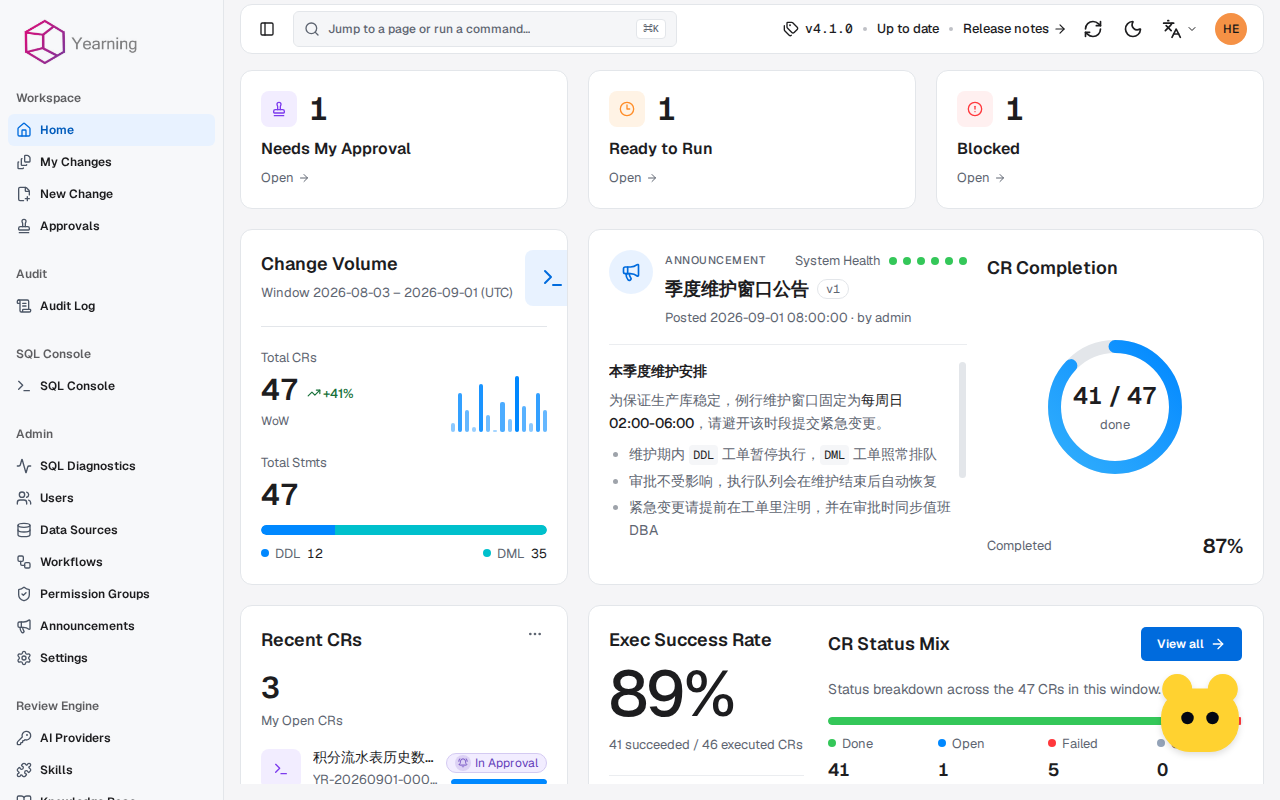 Yearning
Workspace
Home
My Changes
New Change
Approvals
Audit
Audit Log
SQL Console
SQL Console
Admin
SQL Diagnostics
Users
Data Sources
Workflows
Permission Groups
Announcements
Settings
Review Engine
AI Providers
Skills
Jump to a page or run a command...
⌘K
v4.1.0
Up to date
Release notes
HE
1
Needs My Approval
Open
1
Ready to Run
Open
1
Blocked
Open
Change Volume
Window 2026-08-03 – 2026-09-01 (UTC)
Total CRs
47 +41%
WoW
Total Stmts
47
DDL 12 DML 35
ANNOUNCEMENT
System Health
季度维护窗口公告 v1
Posted 2026-09-01 08:00:00 · by admin
本季度维护安排
为保证生产库稳定，例行维护窗口固定为每周日
02:00-06:00，请避开该时段提交紧急变更。
维护期内 DDL 工单暂停执行，DML 工单照常排队
审批不受影响，执行队列会在维护结束后自动恢复
紧急变更请提前在工单里注明，并在审批时同步值班
DBA
CR Completion
41 / 47
done
Completed 87%
Recent CRs
3
My Open CRs
积分流水表历史数...
YR-20260901-000...
In Approval
Exec Success Rate
89%
41 succeeded / 46 executed CRs
CR Status Mix
View all
Status breakdown across the 47 CRs in this window.
Done Open Failed
41 1 5 0